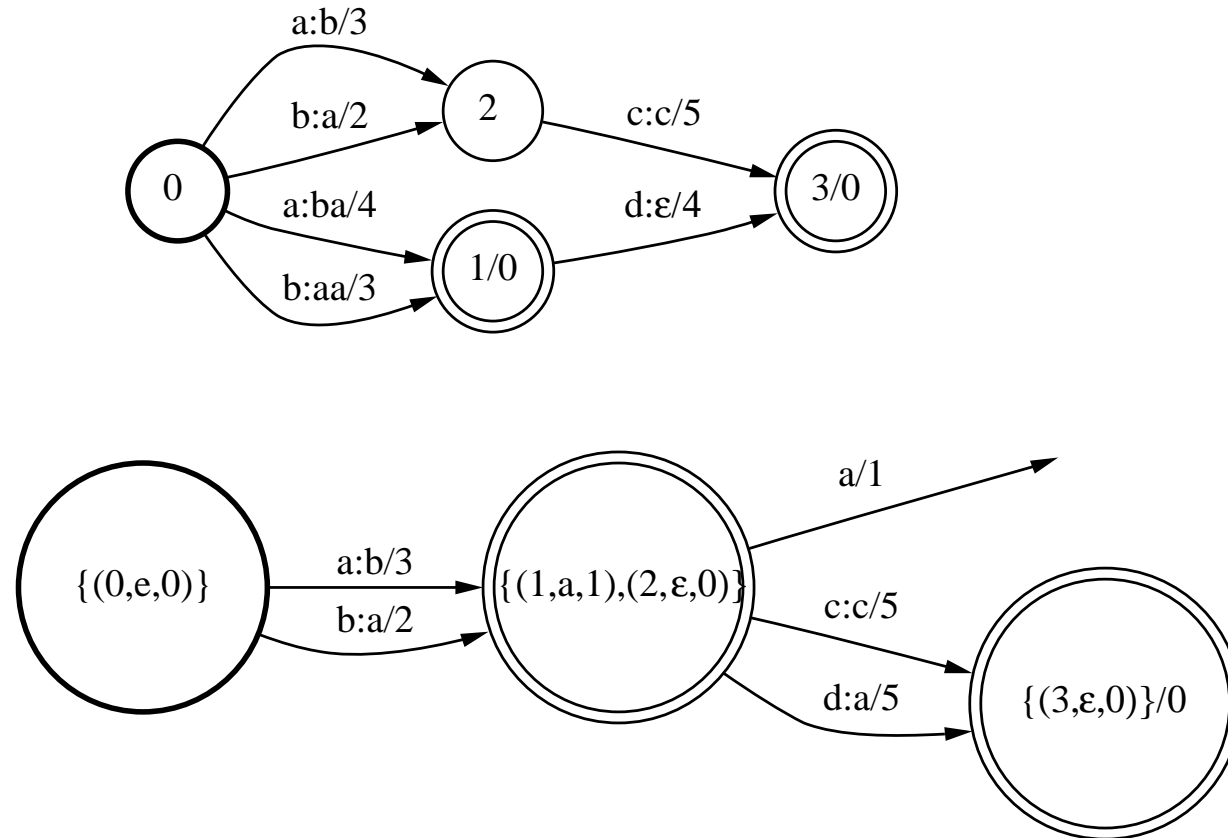 a:b/3
b:a/2
2
c:c/5
0
3/0
a:ba/4
d:ε/4
1/0
b:aa/3
a/1
{(0,e,0)}
a:b/3
{(1,a,1),(2,ε,0)}
c:c/5
b:a/2
d:a/5
{(3,ε,0)}/0